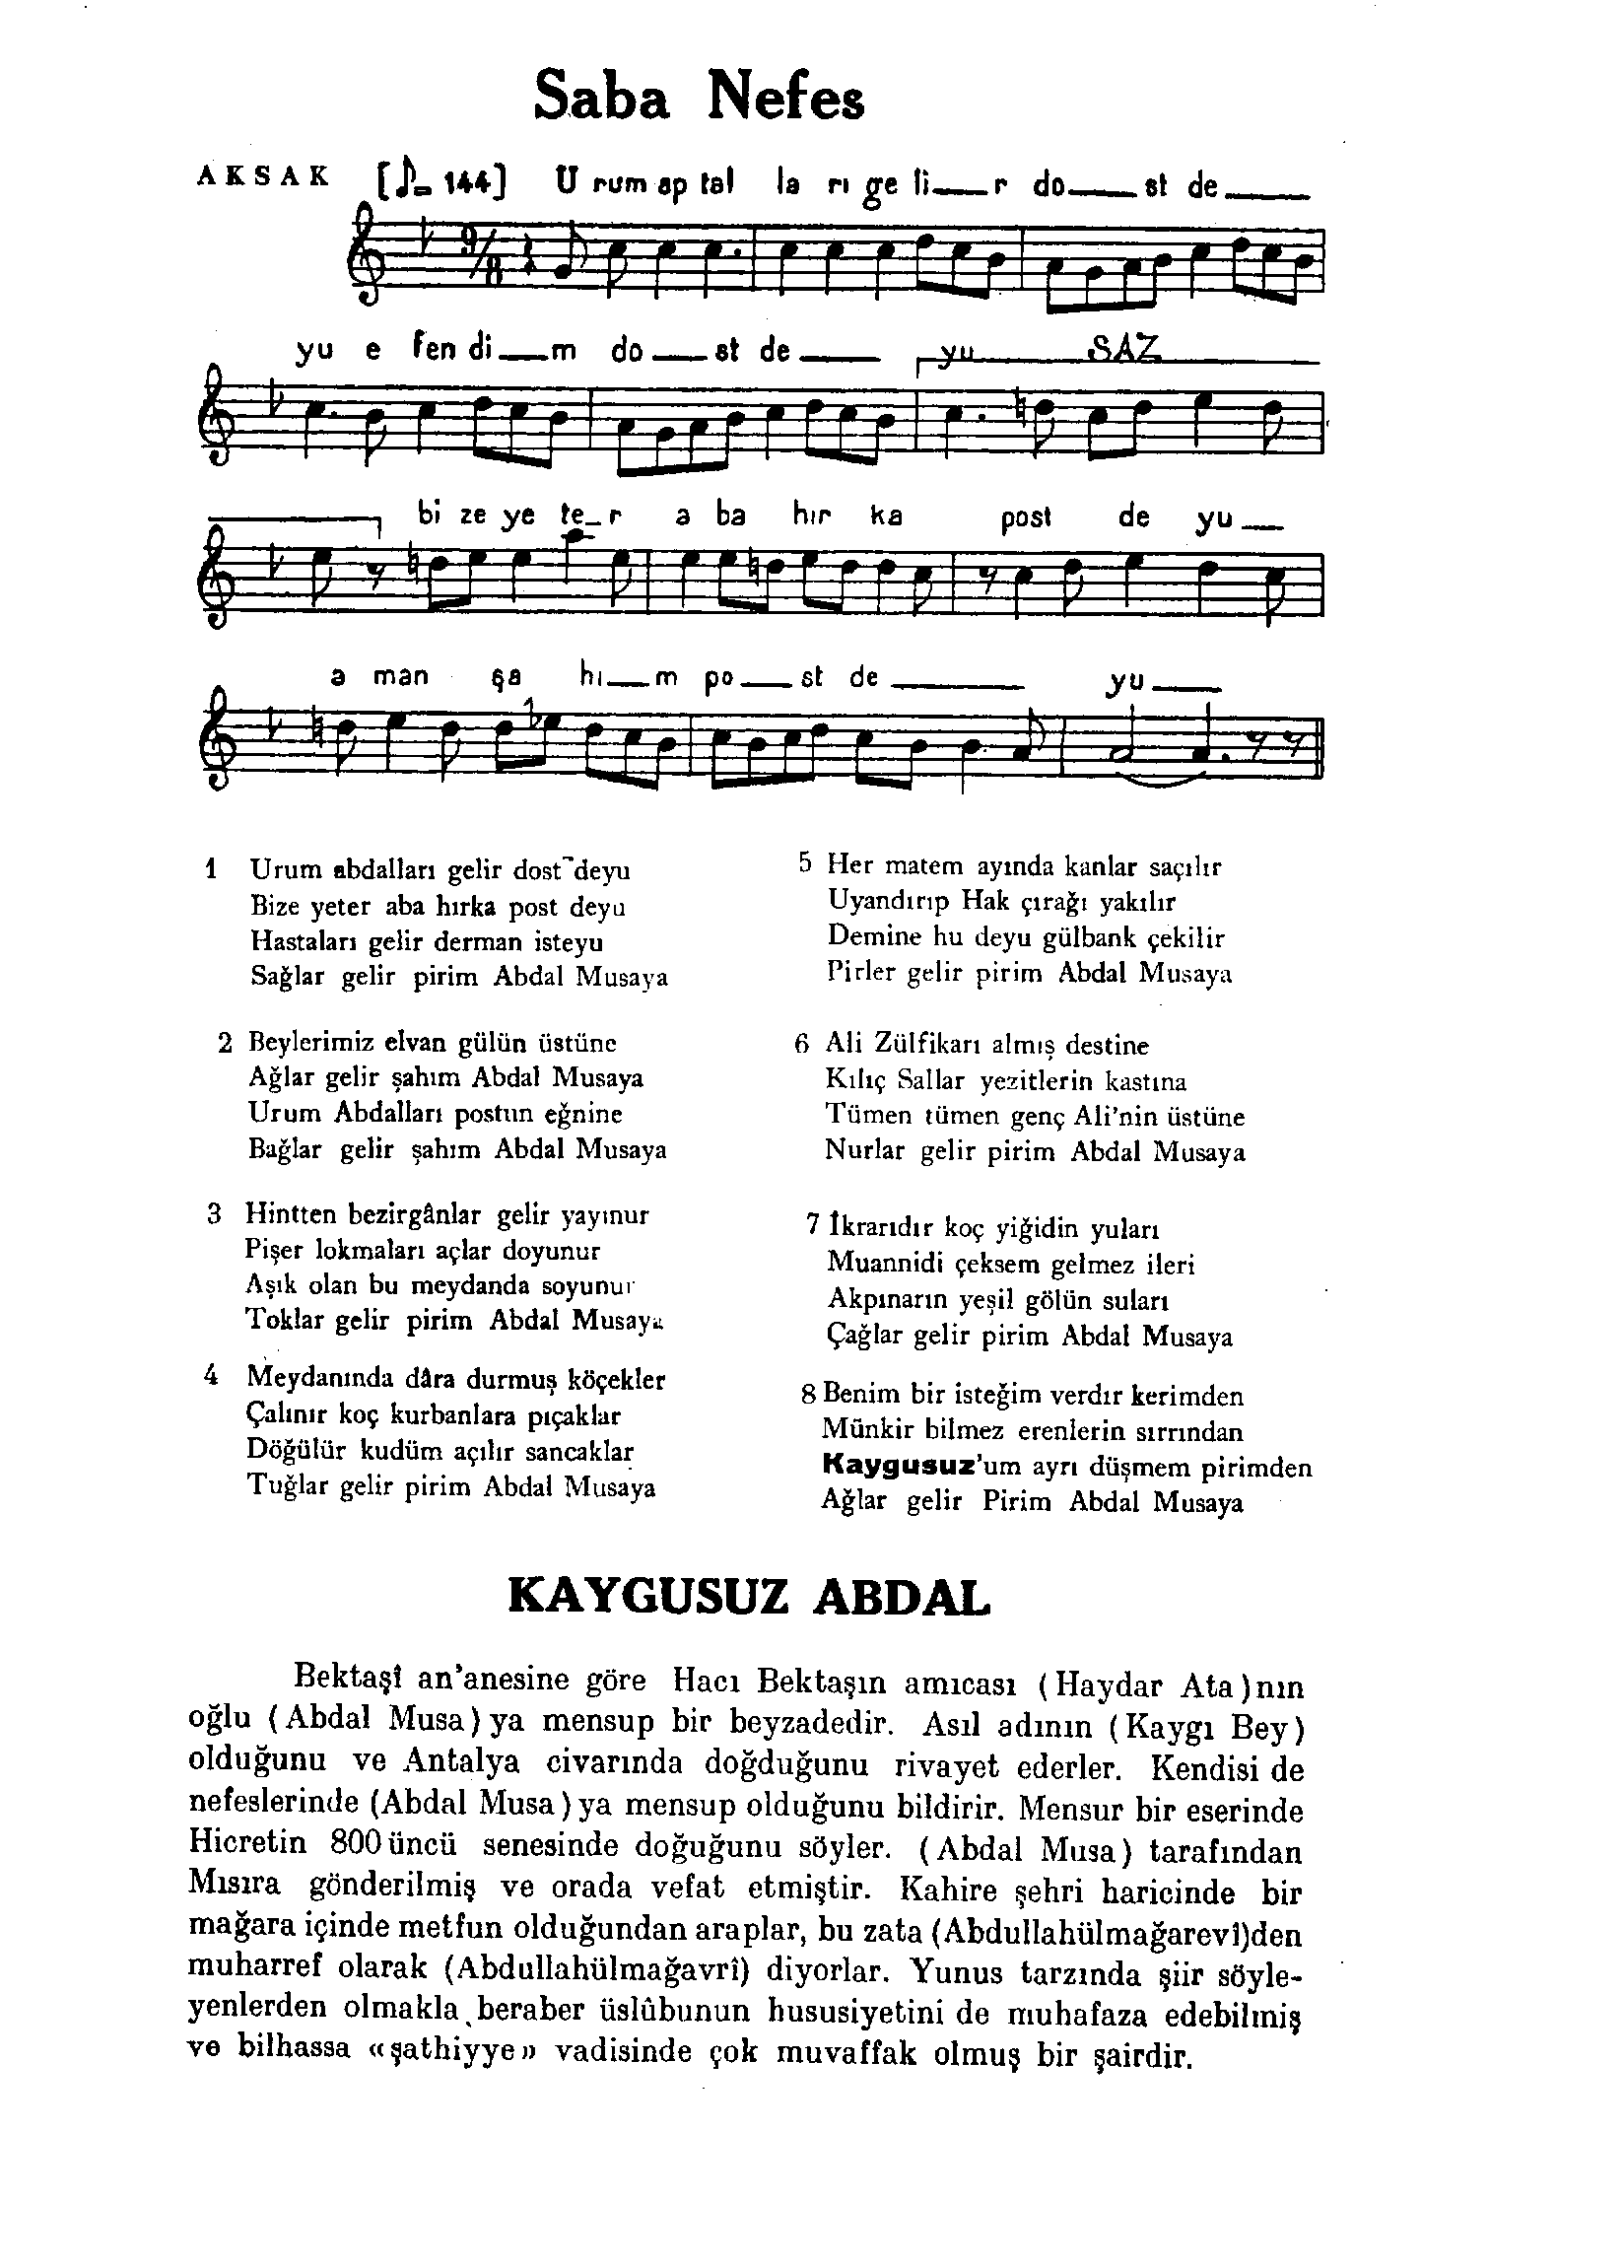 Saba Nefes
AKSAK [♪= 144] U rum ap tal la rı ge li__r do__st de__
9/8
yu e fen di__m do__st de__ yu SAZ
bi ze ye te_r a ba hır ka post de yu__
a man şa hı__m po__st de__ yu__
1 Urum abdalları gelir dost deyu
Bize yeter aba hırka post deyu
Hastaları gelir derman isteyu
Sağlar gelir pirim Abdal Musaya
2 Beylerimiz elvan gülün üstüne
Ağlar gelir şahım Abdal Musaya
Urum Abdalları postun eğnine
Bağlar gelir şahım Abdal Musaya
3 Hintten bezirgânlar gelir yayınur
Pişer lokmaları açlar doyunur
Aşık olan bu meydanda soyunur
Toklar gelir pirim Abdal Musaya
4 Meydanında dâra durmuş köçekler
Çalınır koç kurbanlara pıçaklar
Döğülür kudüm açılır sancaklar
Tuğlar gelir pirim Abdal Musaya
5 Her matem ayında kanlar saçılır
Uyandırıp Hak çırağı yakılır
Demine hu deyu gülbank çekilir
Pirler gelir pirim Abdal Musaya
6 Ali Zülfikarı almış destine
Kılıç Sallar yezitlerin kastına
Tümen tümen genç Ali'nin üstüne
Nurlar gelir pirim Abdal Musaya
7 İkrarıdır koç yiğidin yuları
Muannidi çeksem gelmez ileri
Akpınarın yeşil gölün suları
Çağlar gelir pirim Abdal Musaya
8 Benim bir isteğim verdır kerimden
Münkir bilmez erenlerin sırrından
Kaygusuz'um ayrı düşmem pirimden
Ağlar gelir Pirim Abdal Musaya
KAYGUSUZ ABDAL
Bektaşî an'anesine göre Hacı Bektaşın amıcası (Haydar Ata)nın
oğlu (Abdal Musa)ya mensup bir beyzadedir. Asıl adının (Kaygı Bey)
olduğunu ve Antalya civarında doğduğunu rivayet ederler. Kendisi de
nefeslerinde (Abdal Musa)ya mensup olduğunu bildirir. Mensur bir eserinde
Hicretin 800 üncü senesinde doğuğunu söyler. (Abdal Musa) tarafından
Mısıra gönderilmiş ve orada vefat etmiştir. Kahire şehri haricinde bir
mağara içinde metfun olduğundan araplar, bu zata (Abdullahülmağarevî)den
muharref olarak (Abdullahülmağavrî) diyorlar. Yunus tarzında şiir söyle-
yenlerden olmakla beraber üslûbunun hususiyetini de muhafaza edebilmiş
ve bilhassa «şathiyye» vadisinde çok muvaffak olmuş bir şairdir.